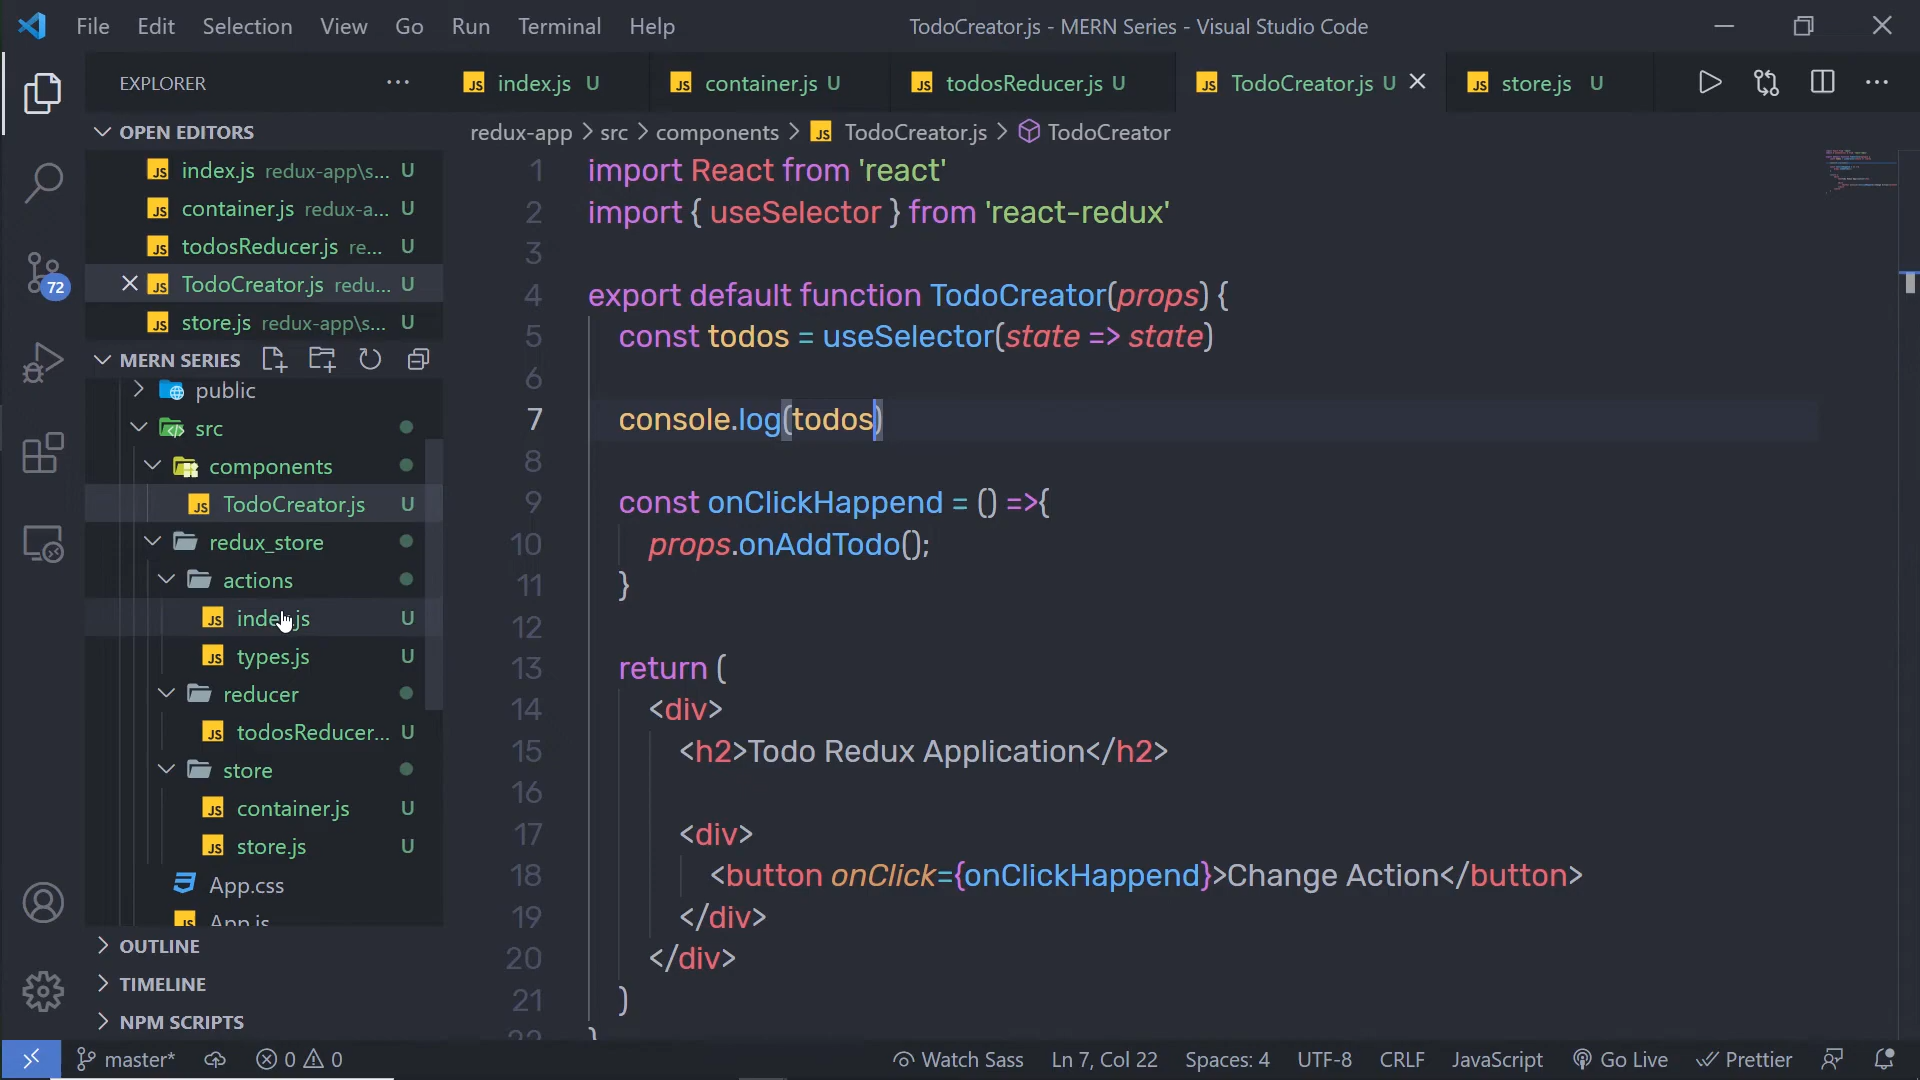 File Edit Selection View Go Run Terminal Help TodoCreator.js - MERN Series - Visual Studio Code
EXPLORER
index.js U container.js U todosReducer.js U TodoCreator.js U store.js U
OPEN EDITORS
index.js redux-app\s... U
container.js redux-a... U
todosReducer.js re... U
TodoCreator.js redu... U
store.js redux-app\s... U
MERN SERIES
public
src
components
TodoCreator.js U
redux_store
actions
index.js U
types.js U
reducer
todosReducer... U
store
container.js U
store.js U
App.css
App.js
OUTLINE
TIMELINE
NPM SCRIPTS
72
redux-app > src > components > TodoCreator.js > TodoCreator
1 import React from 'react'
2 import { useSelector } from 'react-redux'
3
4 export default function TodoCreator(props) {
5 const todos = useSelector(state => state)
6
7 console.log(todos)
8
9 const onClickHappend = () =>{
10 props.onAddTodo();
11 }
12
13 return (
14 <div>
15 <h2>Todo Redux Application</h2>
16
17 <div>
18 <button onClick={onClickHappend}>Change Action</button>
19 </div>
20 </div>
21 )
22 }
master* 0 0 Watch Sass Ln 7, Col 22 Spaces: 4 UTF-8 CRLF JavaScript Go Live Prettier